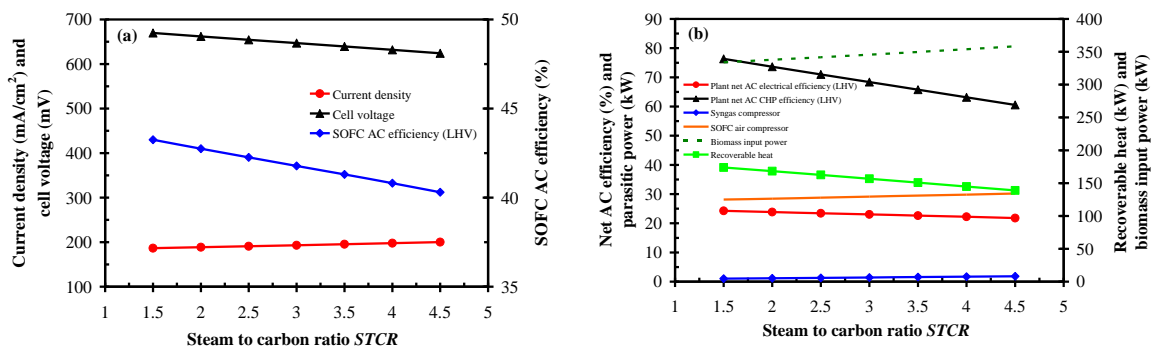 (a)
Current density (mA/cm²) and
cell voltage (mV)
700
600
500
400
300
200
100
50
45
40
35
SOFC AC efficiency (%)
Current density
Cell voltage
SOFC AC efficiency (LHV)
1 1.5 2 2.5 3 3.5 4 4.5 5
Steam to carbon ratio STCR
(b)
Net AC efficiency (%) and
parasitic power (kW)
90
80
70
60
50
40
30
20
10
0
400
350
300
250
200
150
100
50
0
Recoverable heat (kW) and
biomass input power (kW)
Plant net AC electrical efficiency (LHV)
Plant net AC CHP efficiency (LHV)
Syngas compressor
SOFC air compressor
Biomass input power
Recoverable heat
1 1.5 2 2.5 3 3.5 4 4.5 5
Steam to carbon ratio STCR